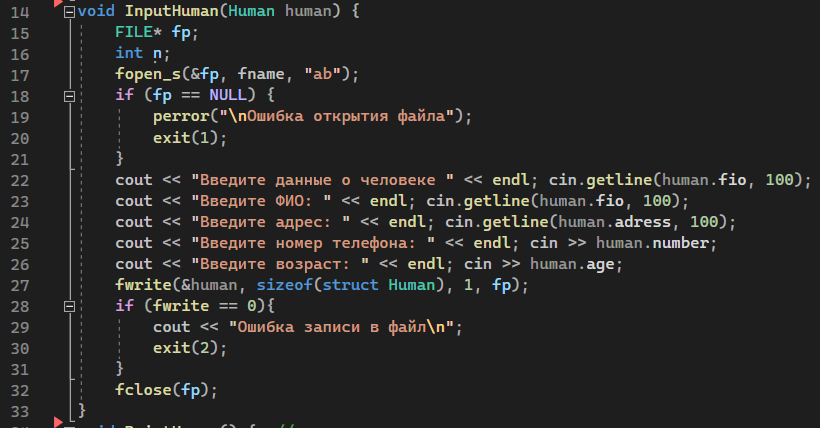 14 void InputHuman(Human human) {
15 FILE* fp;
16 int n;
17 fopen_s(&fp, fname, "ab");
18 if (fp == NULL) {
19 perror("\nОшибка открытия файла");
20 exit(1);
21 }
22 cout << "Введите данные о человеке " << endl; cin.getline(human.fio, 100);
23 cout << "Введите ФИО: " << endl; cin.getline(human.fio, 100);
24 cout << "Введите адрес: " << endl; cin.getline(human.adress, 100);
25 cout << "Введите номер телефона: " << endl; cin >> human.number;
26 cout << "Введите возраст: " << endl; cin >> human.age;
27 fwrite(&human, sizeof(struct Human), 1, fp);
28 if (fwrite == 0){
29 cout << "Ошибка записи в файл\n";
30 exit(2);
31 }
32 fclose(fp);
33 }